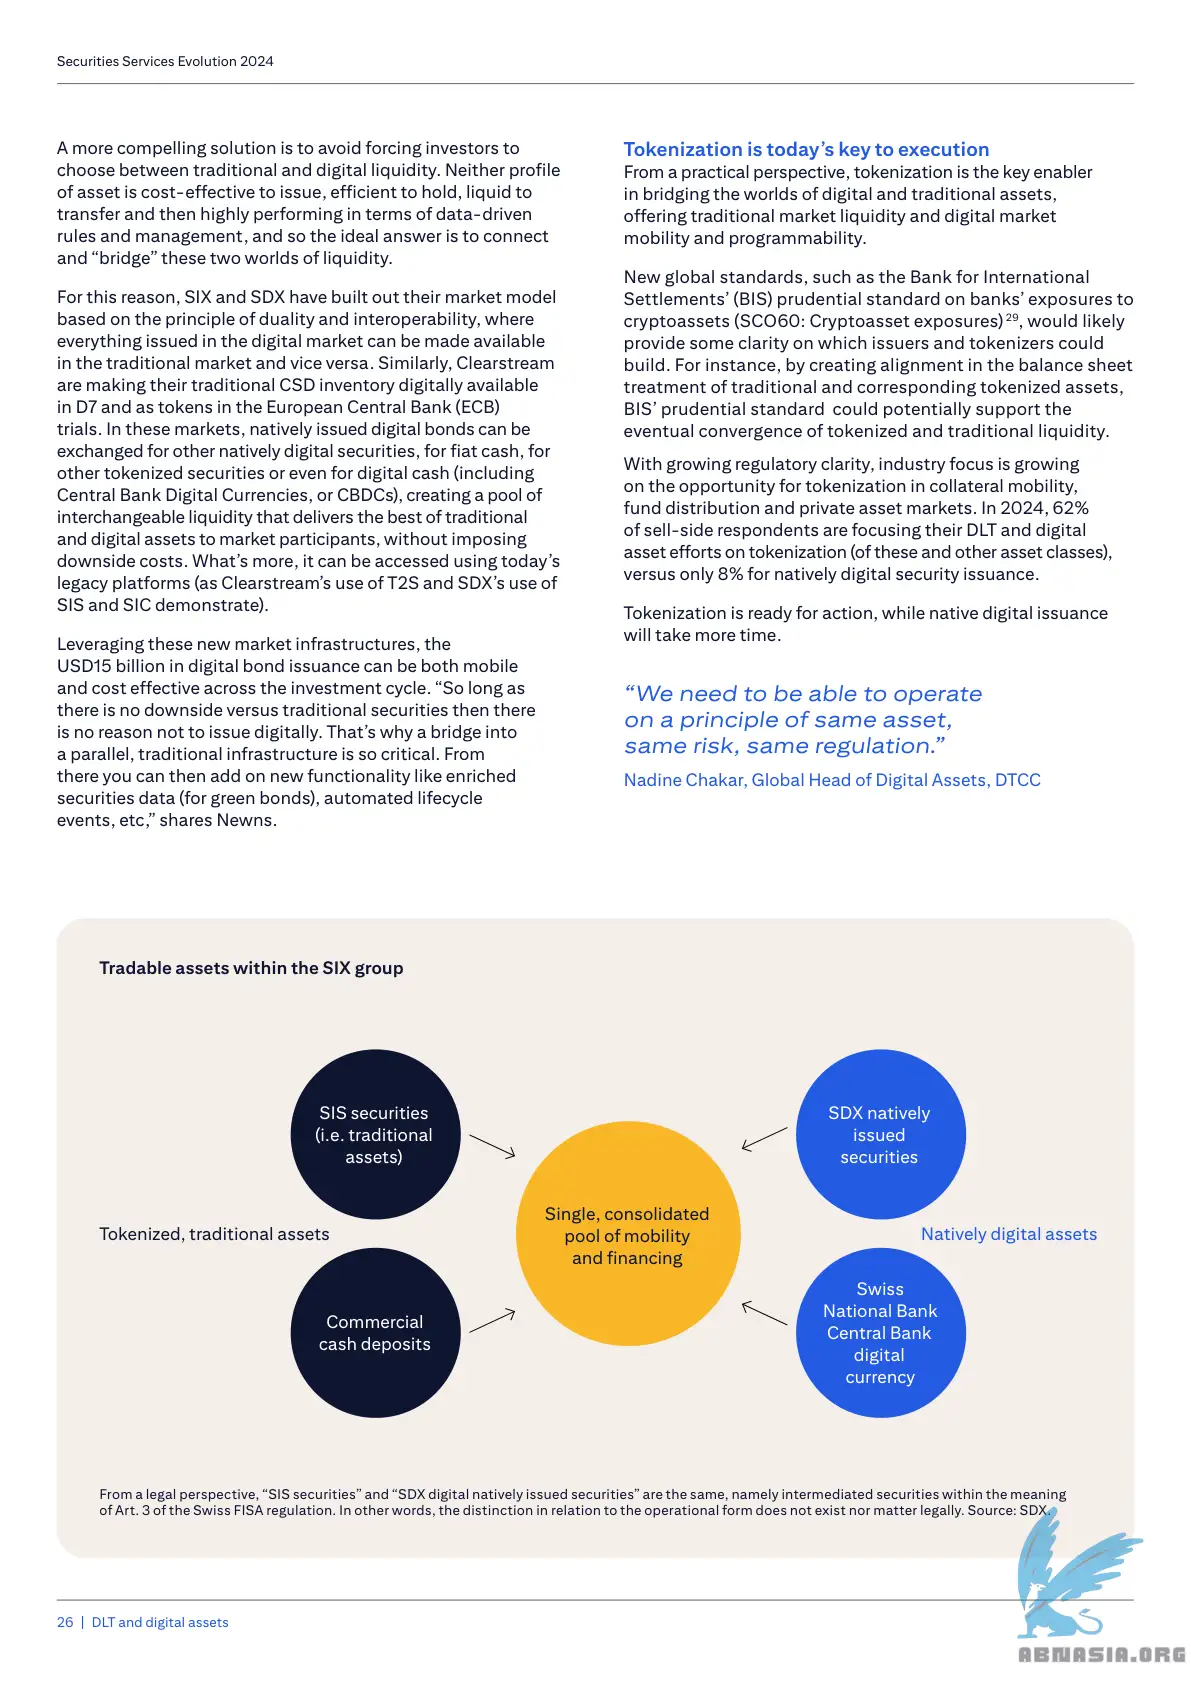 Securities Services Evolution 2024
A more compelling solution is to avoid forcing investors to
choose between traditional and digital liquidity. Neither profile
of asset is cost-effective to issue, efficient to hold, liquid to
transfer and then highly performing in terms of data-driven
rules and management, and so the ideal answer is to connect
and “bridge” these two worlds of liquidity.
For this reason, SIX and SDX have built out their market model
based on the principle of duality and interoperability, where
everything issued in the digital market can be made available
in the traditional market and vice versa. Similarly, Clearstream
are making their traditional CSD inventory digitally available
in D7 and as tokens in the European Central Bank (ECB)
trials. In these markets, natively issued digital bonds can be
exchanged for other natively digital securities, for fiat cash, for
other tokenized securities or even for digital cash (including
Central Bank Digital Currencies, or CBDCs), creating a pool of
interchangeable liquidity that delivers the best of traditional
and digital assets to market participants, without imposing
downside costs. What’s more, it can be accessed using today’s
legacy platforms (as Clearstream’s use of T2S and SDX’s use of
SIS and SIC demonstrate).
Leveraging these new market infrastructures, the
USD15 billion in digital bond issuance can be both mobile
and cost effective across the investment cycle. “So long as
there is no downside versus traditional securities then there
is no reason not to issue digitally. That’s why a bridge into
a parallel, traditional infrastructure is so critical. From
there you can then add on new functionality like enriched
securities data (for green bonds), automated lifecycle
events, etc,” shares Newns.
Tokenization is today’s key to execution
From a practical perspective, tokenization is the key enabler
in bridging the worlds of digital and traditional assets,
offering traditional market liquidity and digital market
mobility and programmability.
New global standards, such as the Bank for International
Settlements’ (BIS) prudential standard on banks’ exposures to
cryptoassets (SCO60: Cryptoasset exposures)29, would likely
provide some clarity on which issuers and tokenizers could
build. For instance, by creating alignment in the balance sheet
treatment of traditional and corresponding tokenized assets,
BIS’ prudential standard could potentially support the
eventual convergence of tokenized and traditional liquidity.
With growing regulatory clarity, industry focus is growing
on the opportunity for tokenization in collateral mobility,
fund distribution and private asset markets. In 2024, 62%
of sell-side respondents are focusing their DLT and digital
asset efforts on tokenization (of these and other asset classes),
versus only 8% for natively digital security issuance.
Tokenization is ready for action, while native digital issuance
will take more time.
“We need to be able to operate
on a principle of same asset,
same risk, same regulation.”
Nadine Chakar, Global Head of Digital Assets, DTCC
Tradable assets within the SIX group
SIS securities
(i.e. traditional
assets)
SDX natively
issued
securities
Single, consolidated
pool of mobility
and financing
Tokenized, traditional assets
Natively digital assets
Commercial
cash deposits
Swiss
National Bank
Central Bank
digital
currency
From a legal perspective, “SIS securities” and “SDX digital natively issued securities” are the same, namely intermediated securities within the meaning
of Art. 3 of the Swiss FISA regulation. In other words, the distinction in relation to the operational form does not exist nor matter legally. Source: SDX.
26 | DLT and digital assets
ABNASIA.ORG